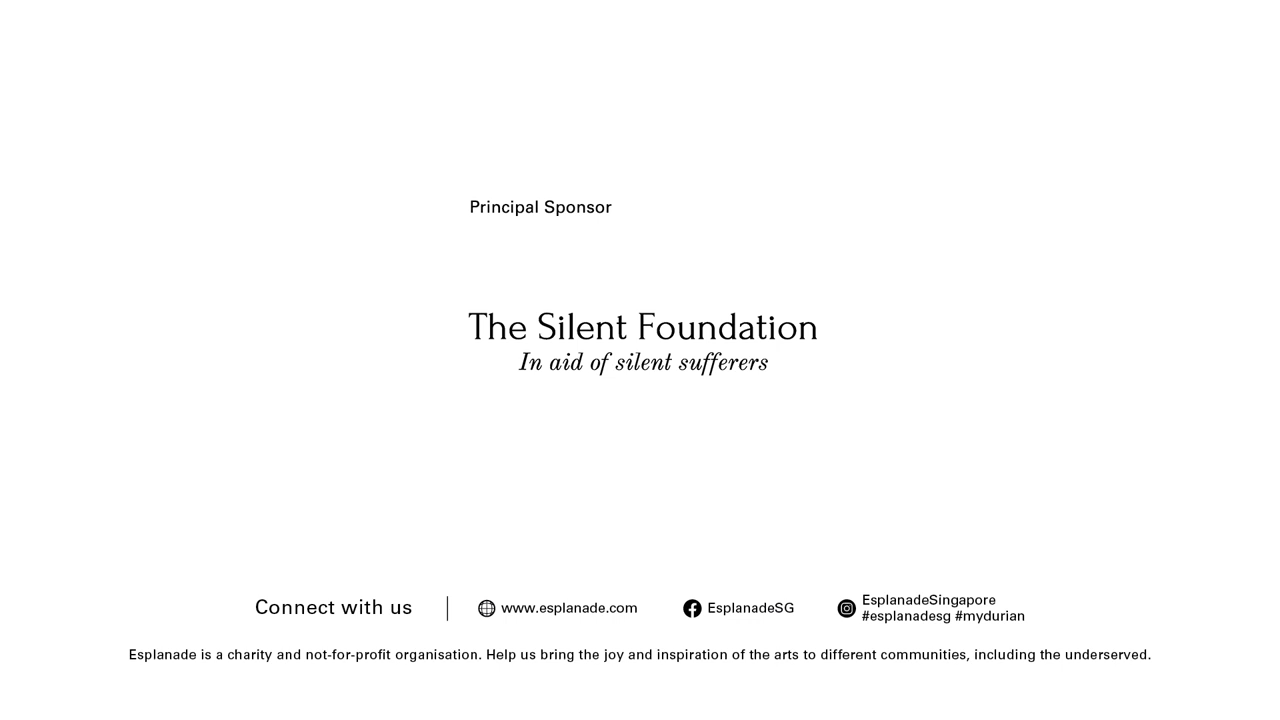 Principal Sponsor
The Silent Foundation
In aid of silent sufferers
Connect with us
www.esplanade.com
EsplanadeSG
EsplanadeSingapore
#esplanadesg #mydurian
Esplanade is a charity and not-for-profit organisation. Help us bring the joy and inspiration of the arts to different communities, including the underserved.